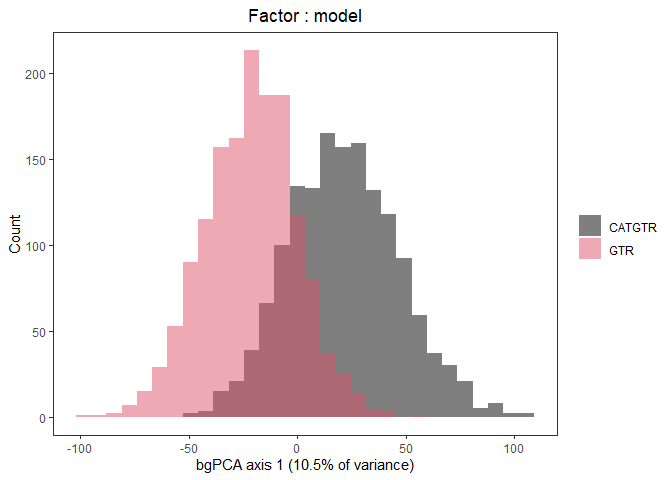 Factor : model
200
150
100
50
0
Count
-100
-50
0
50
100
bgPCA axis 1 (10.5% of variance)
CATGTR
GTR